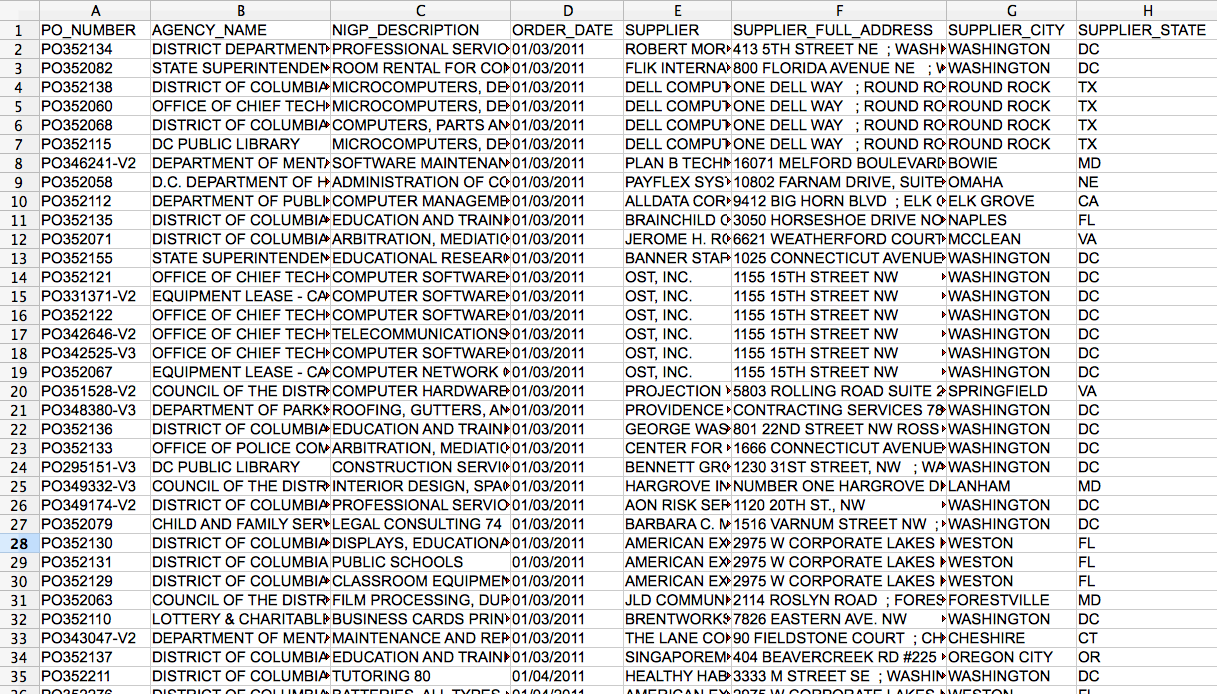 A B C D E F G H
1 PO_NUMBER AGENCY_NAME NIGP_DESCRIPTION ORDER_DATE SUPPLIER SUPPLIER_FULL_ADDRESS SUPPLIER_CITY SUPPLIER_STATE
2 PO352134 DISTRICT DEPARTMENT PROFESSIONAL SERVIC 01/03/2011 ROBERT MOR 413 5TH STREET NE ; WASH WASHINGTON DC
3 PO352082 STATE SUPERINTENDEN ROOM RENTAL FOR CON 01/03/2011 FLIK INTERNA 800 FLORIDA AVENUE NE ; WASHINGTON DC
4 PO352138 DISTRICT OF COLUMBIA MICROCOMPUTERS, DE 01/03/2011 DELL COMPUT ONE DELL WAY ; ROUND RO ROUND ROCK TX
5 PO352060 OFFICE OF CHIEF TECH MICROCOMPUTERS, DE 01/03/2011 DELL COMPUT ONE DELL WAY ; ROUND RO ROUND ROCK TX
6 PO352068 DISTRICT OF COLUMBIA COMPUTERS, PARTS AN 01/03/2011 DELL COMPUT ONE DELL WAY ; ROUND RO ROUND ROCK TX
7 PO352115 DC PUBLIC LIBRARY MICROCOMPUTERS, DE 01/03/2011 DELL COMPUT ONE DELL WAY ; ROUND RO ROUND ROCK TX
8 PO346241-V2 DEPARTMENT OF MENT SOFTWARE MAINTENAN 01/03/2011 PLAN B TECH 16071 MELFORD BOULEVARD BOWIE MD
9 PO352058 D.C. DEPARTMENT OF H ADMINISTRATION OF CO 01/03/2011 PAYFLEX SYS 10802 FARNAM DRIVE, SUITE OMAHA NE
10 PO352112 DEPARTMENT OF PUBLI COMPUTER MANAGEME 01/03/2011 ALLDATA COR 9412 BIG HORN BLVD ; ELK G ELK GROVE CA
11 PO352135 DISTRICT OF COLUMBIA EDUCATION AND TRAINI 01/03/2011 BRAINCHILD 3050 HORSESHOE DRIVE NO NAPLES FL
12 PO352071 DISTRICT OF COLUMBIA ARBITRATION, MEDIATIO 01/03/2011 JEROME H. RO 6621 WEATHERFORD COURT MCCLEAN VA
13 PO352155 STATE SUPERINTENDEN EDUCATIONAL RESEAR 01/03/2011 BANNER STAF 1025 CONNECTICUT AVENUE WASHINGTON DC
14 PO352121 OFFICE OF CHIEF TECH COMPUTER SOFTWARE 01/03/2011 OST, INC. 1155 15TH STREET NW WASHINGTON DC
15 PO331371-V2 EQUIPMENT LEASE - CA COMPUTER SOFTWARE 01/03/2011 OST, INC. 1155 15TH STREET NW WASHINGTON DC
16 PO352122 OFFICE OF CHIEF TECH COMPUTER SOFTWARE 01/03/2011 OST, INC. 1155 15TH STREET NW WASHINGTON DC
17 PO342646-V2 OFFICE OF CHIEF TECH TELECOMMUNICATIONS 01/03/2011 OST, INC. 1155 15TH STREET NW WASHINGTON DC
18 PO342525-V3 OFFICE OF CHIEF TECH COMPUTER SOFTWARE 01/03/2011 OST, INC. 1155 15TH STREET NW WASHINGTON DC
19 PO352067 EQUIPMENT LEASE - CA COMPUTER NETWORK 01/03/2011 OST, INC. 1155 15TH STREET NW WASHINGTON DC
20 PO351528-V2 COUNCIL OF THE DISTR COMPUTER HARDWARE 01/03/2011 PROJECTION 5803 ROLLING ROAD SUITE 2 SPRINGFIELD VA
21 PO348380-V3 DEPARTMENT OF PARKS ROOFING, GUTTERS, AN 01/03/2011 PROVIDENCE CONTRACTING SERVICES 78 WASHINGTON DC
22 PO352136 DISTRICT OF COLUMBIA EDUCATION AND TRAINI 01/03/2011 GEORGE WAS 801 22ND STREET NW ROSS WASHINGTON DC
23 PO352133 OFFICE OF POLICE COM ARBITRATION, MEDIATIO 01/03/2011 CENTER FOR 1666 CONNECTICUT AVENUE WASHINGTON DC
24 PO295151-V3 DC PUBLIC LIBRARY CONSTRUCTION SERVIC 01/03/2011 BENNETT GRO 1230 31ST STREET, NW ; WA WASHINGTON DC
25 PO349332-V3 COUNCIL OF THE DISTR INTERIOR DESIGN, SPAC 01/03/2011 HARGROVE IN NUMBER ONE HARGROVE D LANHAM MD
26 PO349174-V2 DISTRICT OF COLUMBIA PROFESSIONAL SERVIC 01/03/2011 AON RISK SER 1120 20TH ST., NW WASHINGTON DC
27 PO352079 CHILD AND FAMILY SERV LEGAL CONSULTING 74 01/03/2011 BARBARA C. M 1516 VARNUM STREET NW ; WASHINGTON DC
28 PO352130 DISTRICT OF COLUMBIA DISPLAYS, EDUCATIONA 01/03/2011 AMERICAN EX 2975 W CORPORATE LAKES WESTON FL
29 PO352131 DISTRICT OF COLUMBIA PUBLIC SCHOOLS 01/03/2011 AMERICAN EX 2975 W CORPORATE LAKES WESTON FL
30 PO352129 DISTRICT OF COLUMBIA CLASSROOM EQUIPMEN 01/03/2011 AMERICAN EX 2975 W CORPORATE LAKES WESTON FL
31 PO352063 COUNCIL OF THE DISTR FILM PROCESSING, DUP 01/03/2011 JLD COMMUN 2114 ROSLYN ROAD ; FORES FORESTVILLE MD
32 PO352110 LOTTERY & CHARITABL BUSINESS CARDS PRIN 01/03/2011 BRENTWORKS 7826 EASTERN AVE. NW WASHINGTON DC
33 PO343047-V2 DEPARTMENT OF MENT MAINTENANCE AND REP 01/03/2011 THE LANE CO 90 FIELDSTONE COURT ; CH CHESHIRE CT
34 PO352137 DISTRICT OF COLUMBIA EDUCATION AND TRAINI 01/03/2011 SINGAPOREM 404 BEAVERCREEK RD #225 OREGON CITY OR
35 PO352211 DISTRICT OF COLUMBIA TUTORING 80 01/04/2011 HEALTHY HAB 3333 M STREET SE ; WASHIN WASHINGTON DC